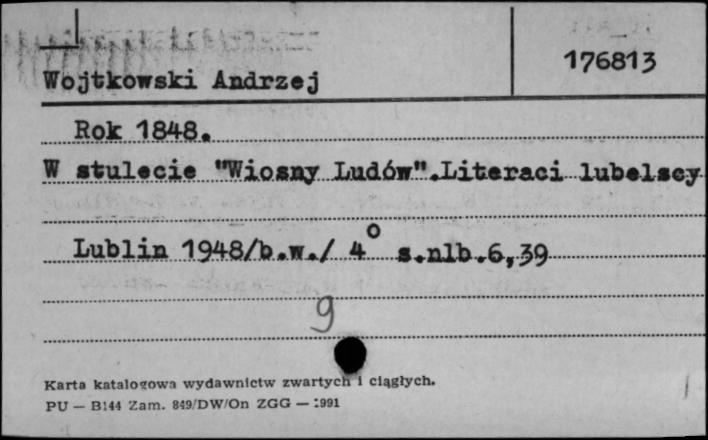 176813
Wojtkowski Andrzej
Rok 1848.
W stulecie "Wiosny Ludów".Literaci lubelscy
Lublin 1948/b.w./ 4° s.nlb.6,39
9
Karta katalogowa wydawnictw zwartych i ciągłych.
PU — B144 Zam. 849/DW/On ZGG — 1991